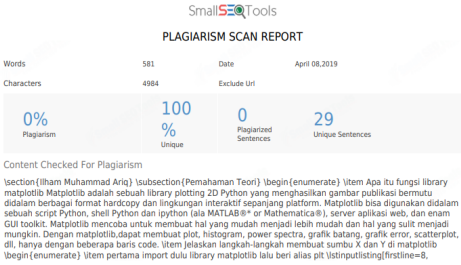 SmallSEOTools
PLAGIARISM SCAN REPORT
Words 581 Date April 08,2019
Characters 4984 Exclude Url
0% Plagiarism
100 % Unique
0 Plagiarized Sentences
29 Unique Sentences
Content Checked For Plagiarism
\section{Ilham Muhammad Ariq} \subsection{Pemahaman Teori} \begin{enumerate} \item Apa itu fungsi library
matplotlib Matplotlib adalah sebuah library plotting 2D Python yang menghasilkan gambar publikasi bermutu
didalam berbagai format hardcopy dan lingkungan interaktif sepanjang platform. Matplotlib bisa digunakan didalam
sebuah script Python, shell Python dan ipython (ala MATLAB®* or Mathematica®), server aplikasi web, dan enam
GUI toolkit. Matplotlib mencoba untuk membuat hal yang mudah menjadi lebih mudah dan hal yang sulit menjadi
mungkin. Dengan matplotlib,dapat membuat plot, histogram, power spectra, grafik batang, grafik error, scatterplot,
dll, hanya dengan beberapa baris code. \item Jelaskan langkah-langkah membuat sumbu X dan Y di matplotlib
\begin{enumerate} \item pertama import dulu library matplotlib lalu beri alias plt \lstinputlisting[firstline=8,